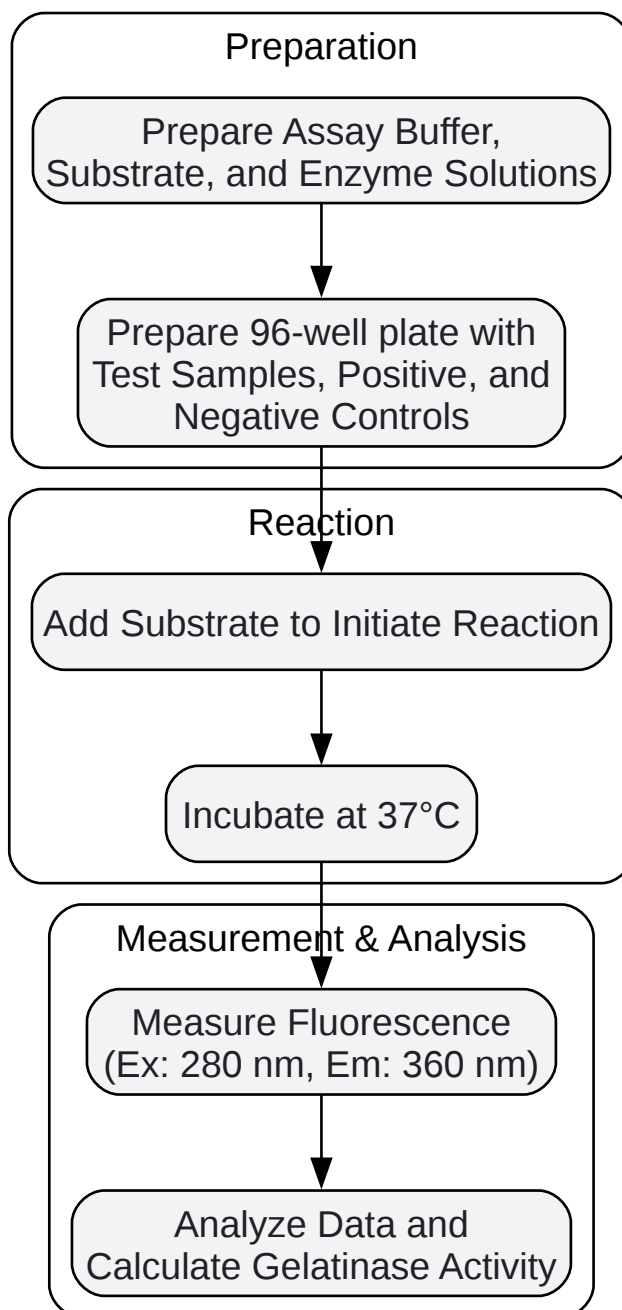 Preparation
Prepare Assay Buffer,
Substrate, and Enzyme Solutions
Prepare 96-well plate with
Test Samples, Positive, and
Negative Controls
Reaction
Add Substrate to Initiate Reaction
Incubate at 37°C
Measurement & Analysis
Measure Fluorescence
(Ex: 280 nm, Em: 360 nm)
Analyze Data and
Calculate Gelatinase Activity